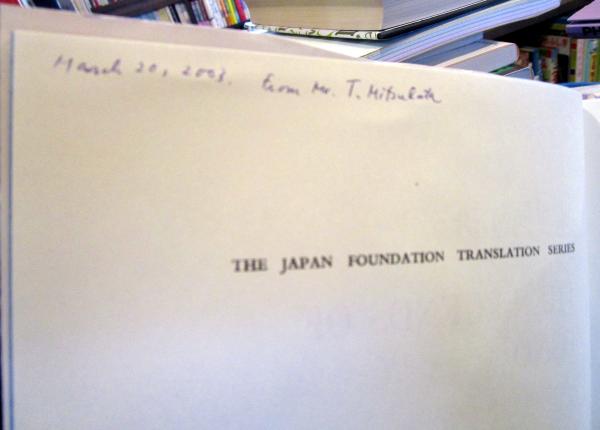 March 20, 2003. from Mr. T. Mitsuhata
THE JAPAN FOUNDATION TRANSLATION SERIES